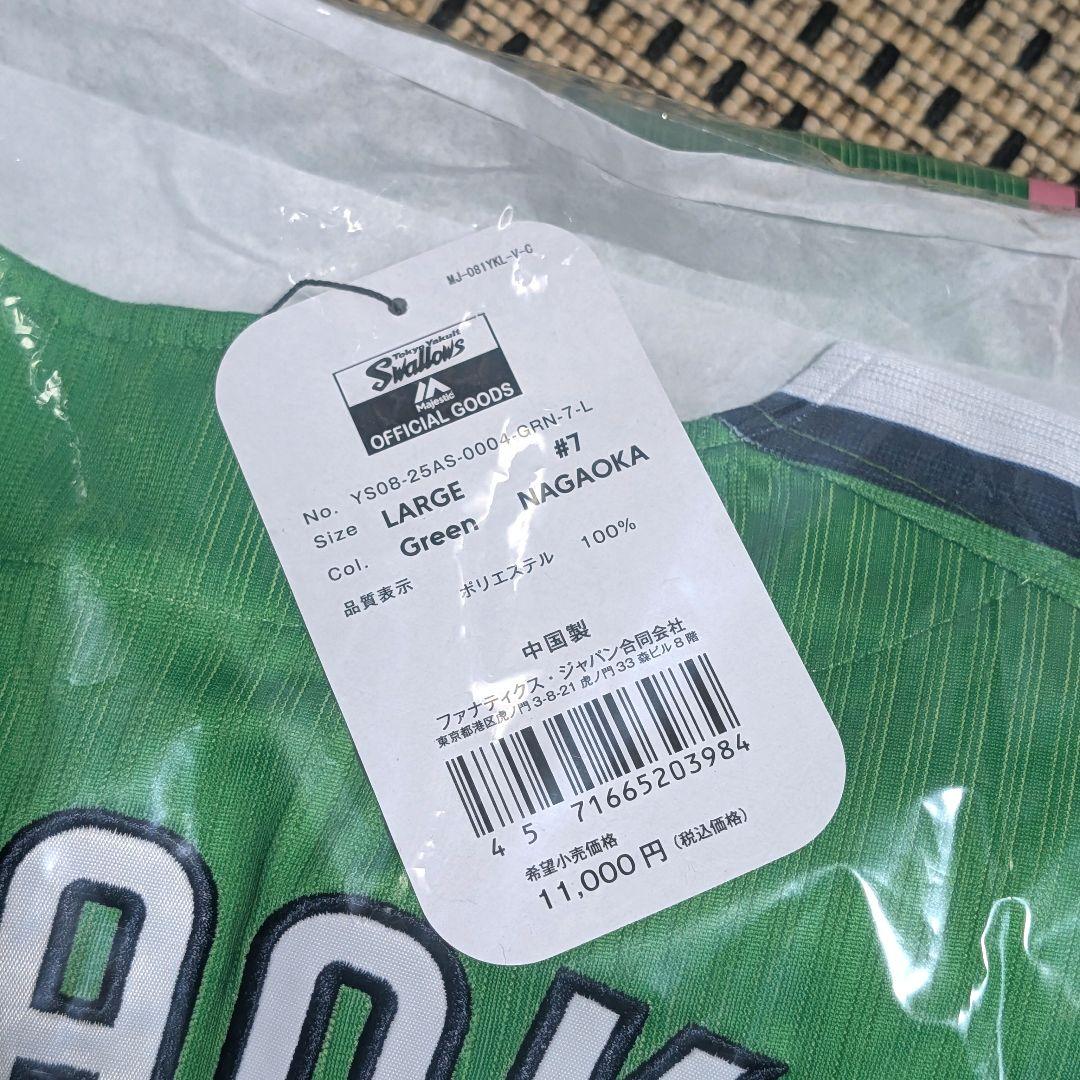 MJ-081YKL-V-C
Tokyo Yakult
Swallows
Majestic
OFFICIAL GOODS
No. YS08-25AS-0004-GRN-7-L
Size LARGE #7
Col. Green NAGAOKA
品質表示 ポリエステル 100%
中国製
ファナティクス・ジャパン合同会社
東京都港区虎ノ門3-8-21 虎ノ門33森ビル8階
4571665203984
希望小売価格
11,000円(税込価格)
AOK